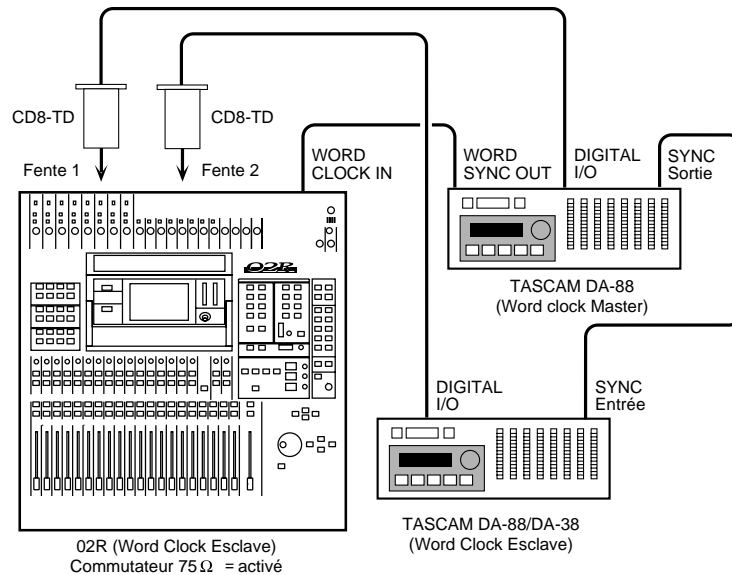 CD8-TD
CD8-TD
Fente 1
Fente 2
WORD
CLOCK IN
WORD
SYNC OUT
DIGITAL
I/O
SYNC
Sortie
02R
TASCAM DA-88
(Word clock Master)
DIGITAL
I/O
SYNC
Entrée
TASCAM DA-88/DA-38
(Word Clock Esclave)
02R (Word Clock Esclave)
Commutateur 75 Ω = activé